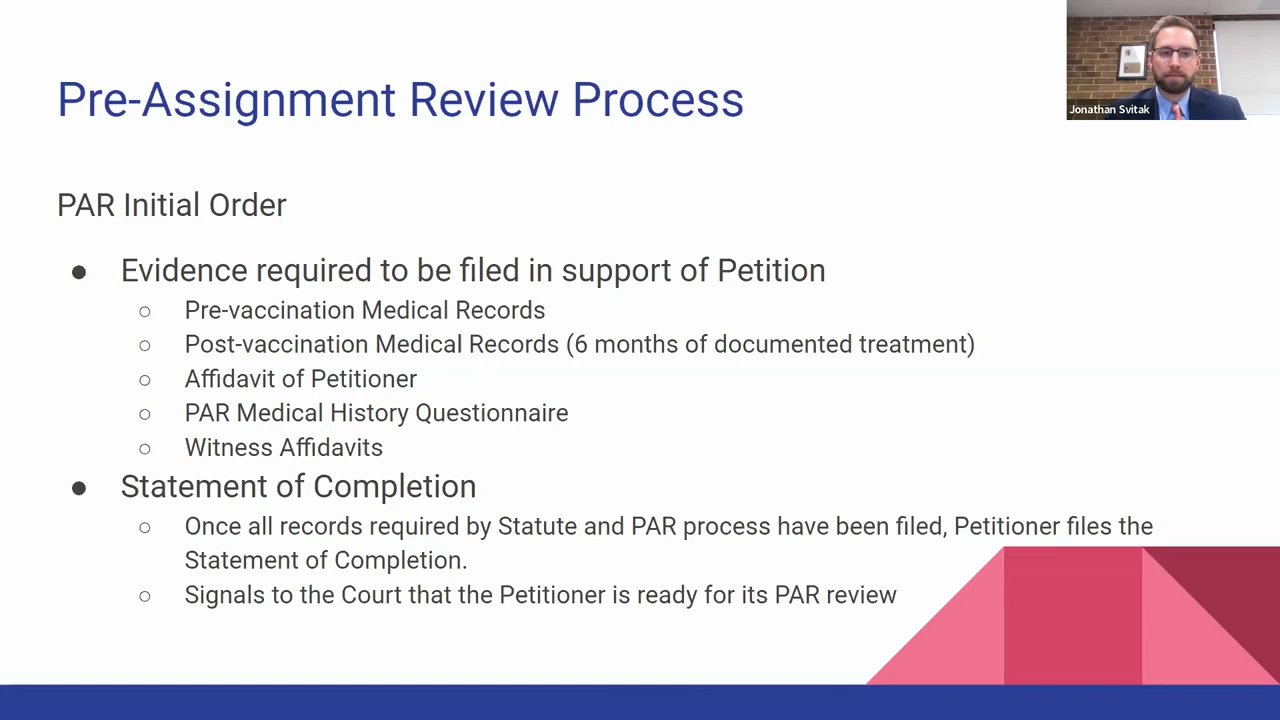 Pre-Assignment Review Process
Jonathan Svitak
PAR Initial Order
● Evidence required to be filed in support of Petition
○ Pre-vaccination Medical Records
○ Post-vaccination Medical Records (6 months of documented treatment)
○ Affidavit of Petitioner
○ PAR Medical History Questionnaire
○ Witness Affidavits
● Statement of Completion
○ Once all records required by Statute and PAR process have been filed, Petitioner files the
Statement of Completion.
○ Signals to the Court that the Petitioner is ready for its PAR review